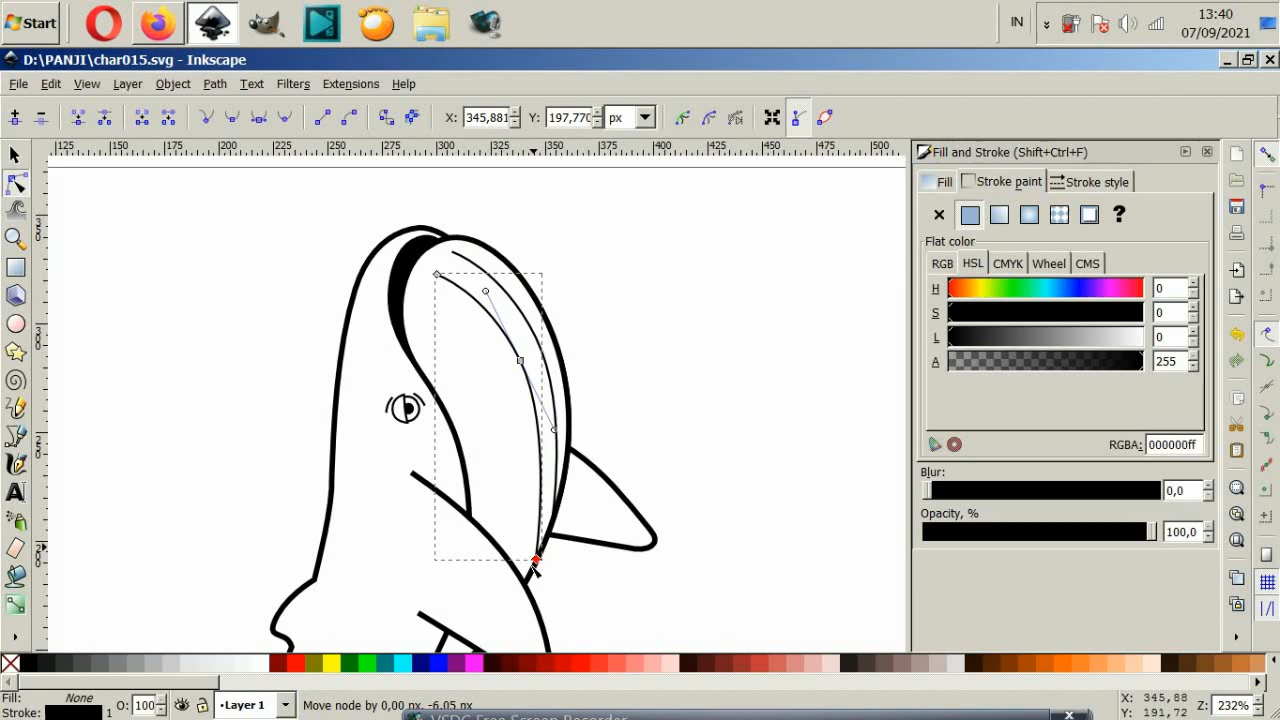 Start
IN
13:40
07/09/2021
D:\PANJI\char015.svg - Inkscape
File Edit View Layer Object Path Text Filters Extensions Help
X: 345,881 Y: 197,770 px
125 150 175 200 225 250 275 300 325 350 375 400 425 450 475 500
Fill and Stroke (Shift+Ctrl+F)
Fill Stroke paint Stroke style
?
Flat color
RGB HSL CMYK Wheel CMS
H 0
S 0
L 0
A 255
RGBA: 000000ff
Blur:
0,0
Opacity, %
100,0
Fill: None
Stroke: 1
O: 100
Layer 1
Move node by 0,00 px, -6,05 px
X: 345,88
Y: 191,72
Z: 232%
VSDC Free Screen Recorder